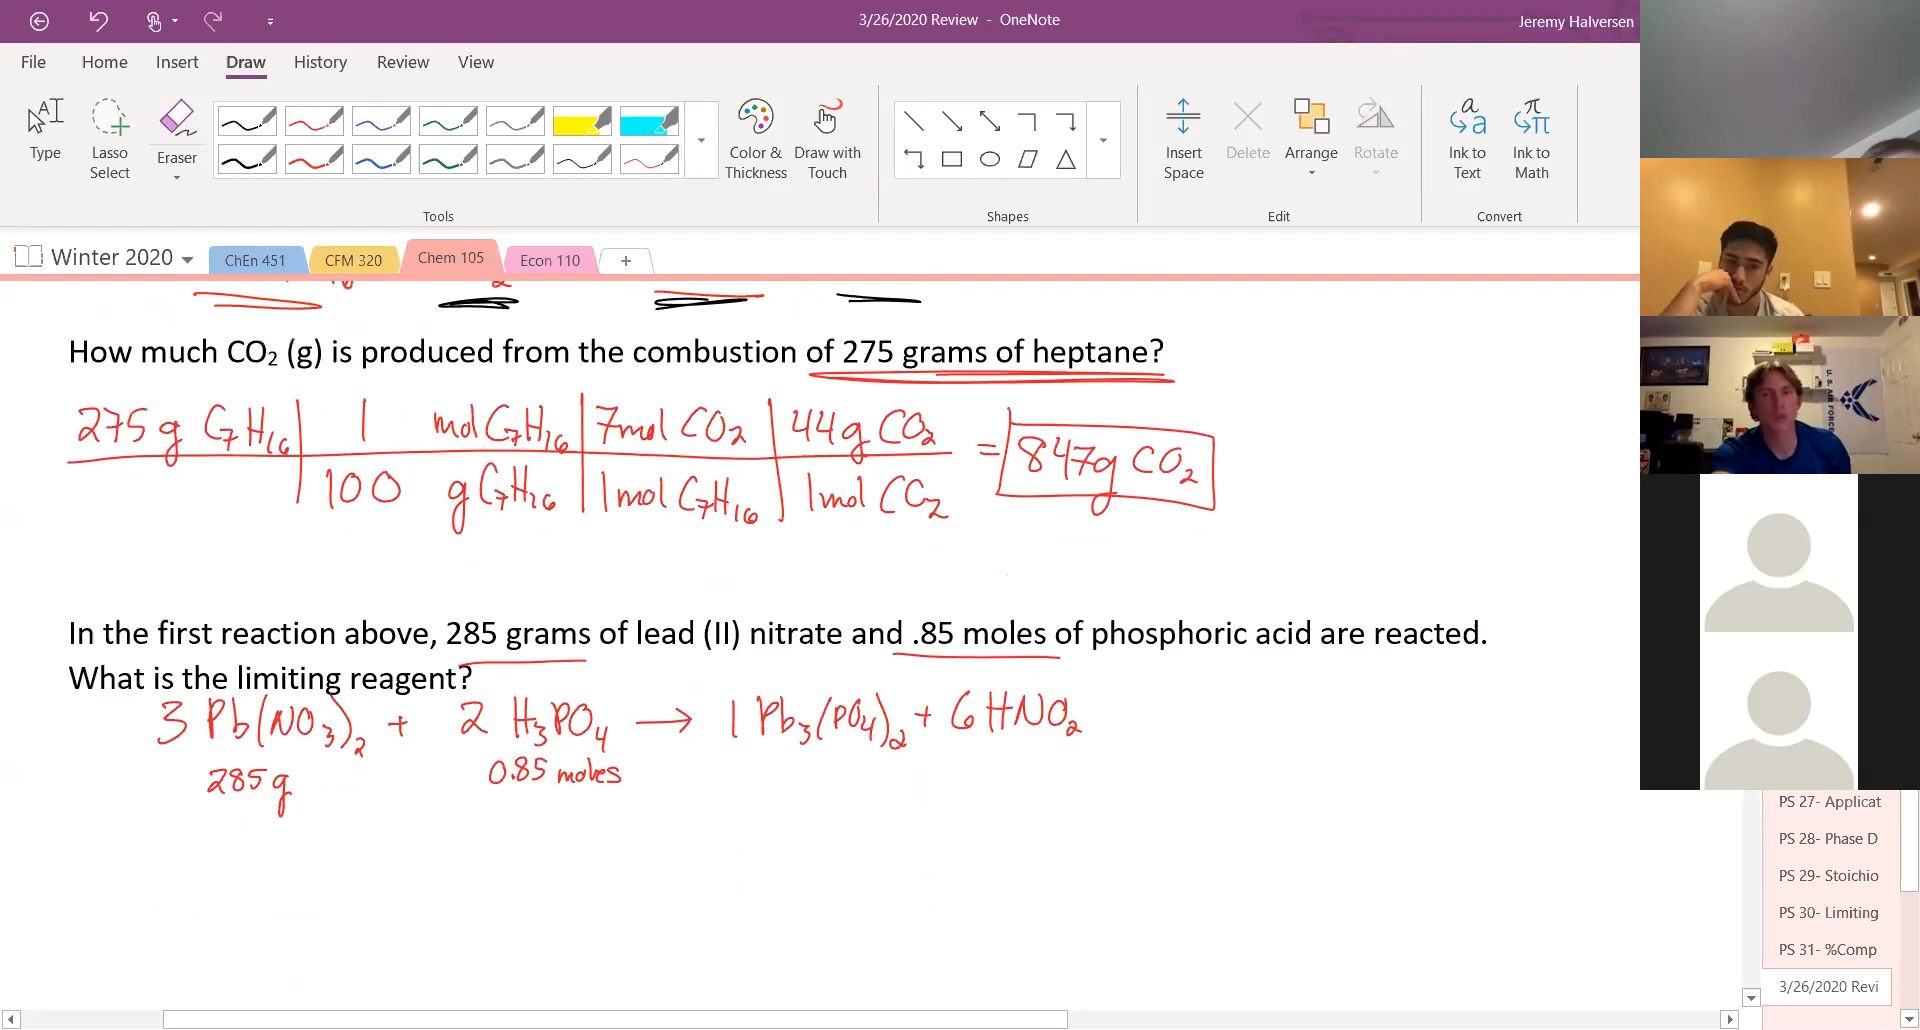 3/26/2020 Review - OneNote
Jeremy Halversen
File Home Insert Draw History Review View
Type
Lasso Select
Eraser
Color & Thickness
Draw with Touch
Insert Space
Delete
Arrange
Rotate
Ink to Text
Ink to Math
Tools
Shapes
Edit
Convert
Winter 2020
ChEn 451
CFM 320
Chem 105
Econ 110
How much CO₂ (g) is produced from the combustion of 275 grams of heptane?
275 g C₇H₁₆ | 1 mol C₇H₁₆ | 7 mol CO₂ | 44 g CO₂
100 g C₇H₁₆ | 1 mol C₇H₁₆ | 1 mol CO₂
= 847g CO₂
In the first reaction above, 285 grams of lead (II) nitrate and .85 moles of phosphoric acid are reacted.
What is the limiting reagent?
3 Pb(NO₃)₂ + 2 H₃PO₄ → 1 Pb₃(PO₄)₂ + 6 HNO₂
285 g 0.85 moles
U.S. AIR FORCE
PS 27- Applicat
PS 28- Phase D
PS 29- Stoichio
PS 30- Limiting
PS 31- %Comp
3/26/2020 Revi